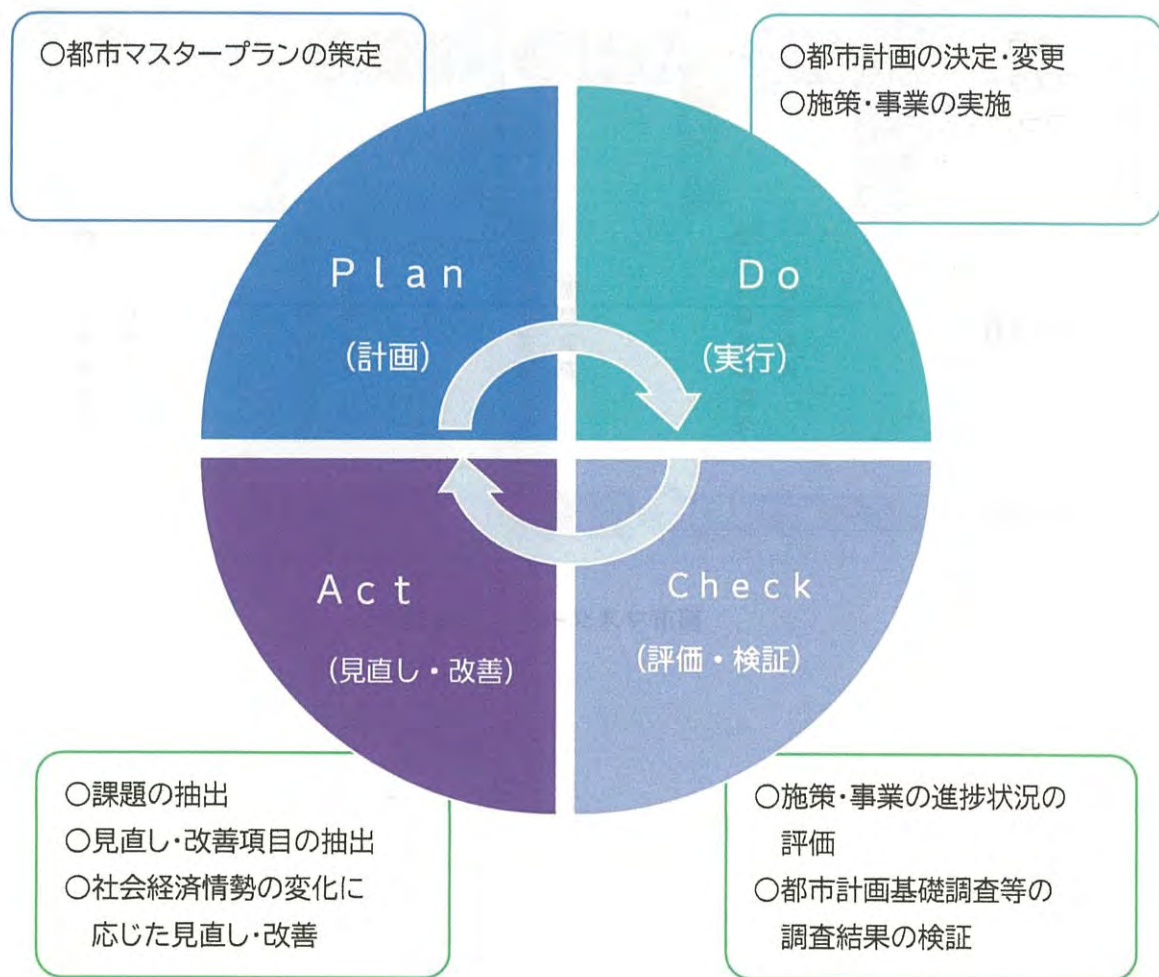 ○都市マスタープランの策定
○都市計画の決定・変更
○施策・事業の実施
Plan
(計画)
Do
(実行)
Act
(見直し・改善)
Check
(評価・検証)
○課題の抽出
○見直し・改善項目の抽出
○社会経済情勢の変化に
応じた見直し・改善
○施策・事業の進捗状況の
評価
○都市計画基礎調査等の
調査結果の検証